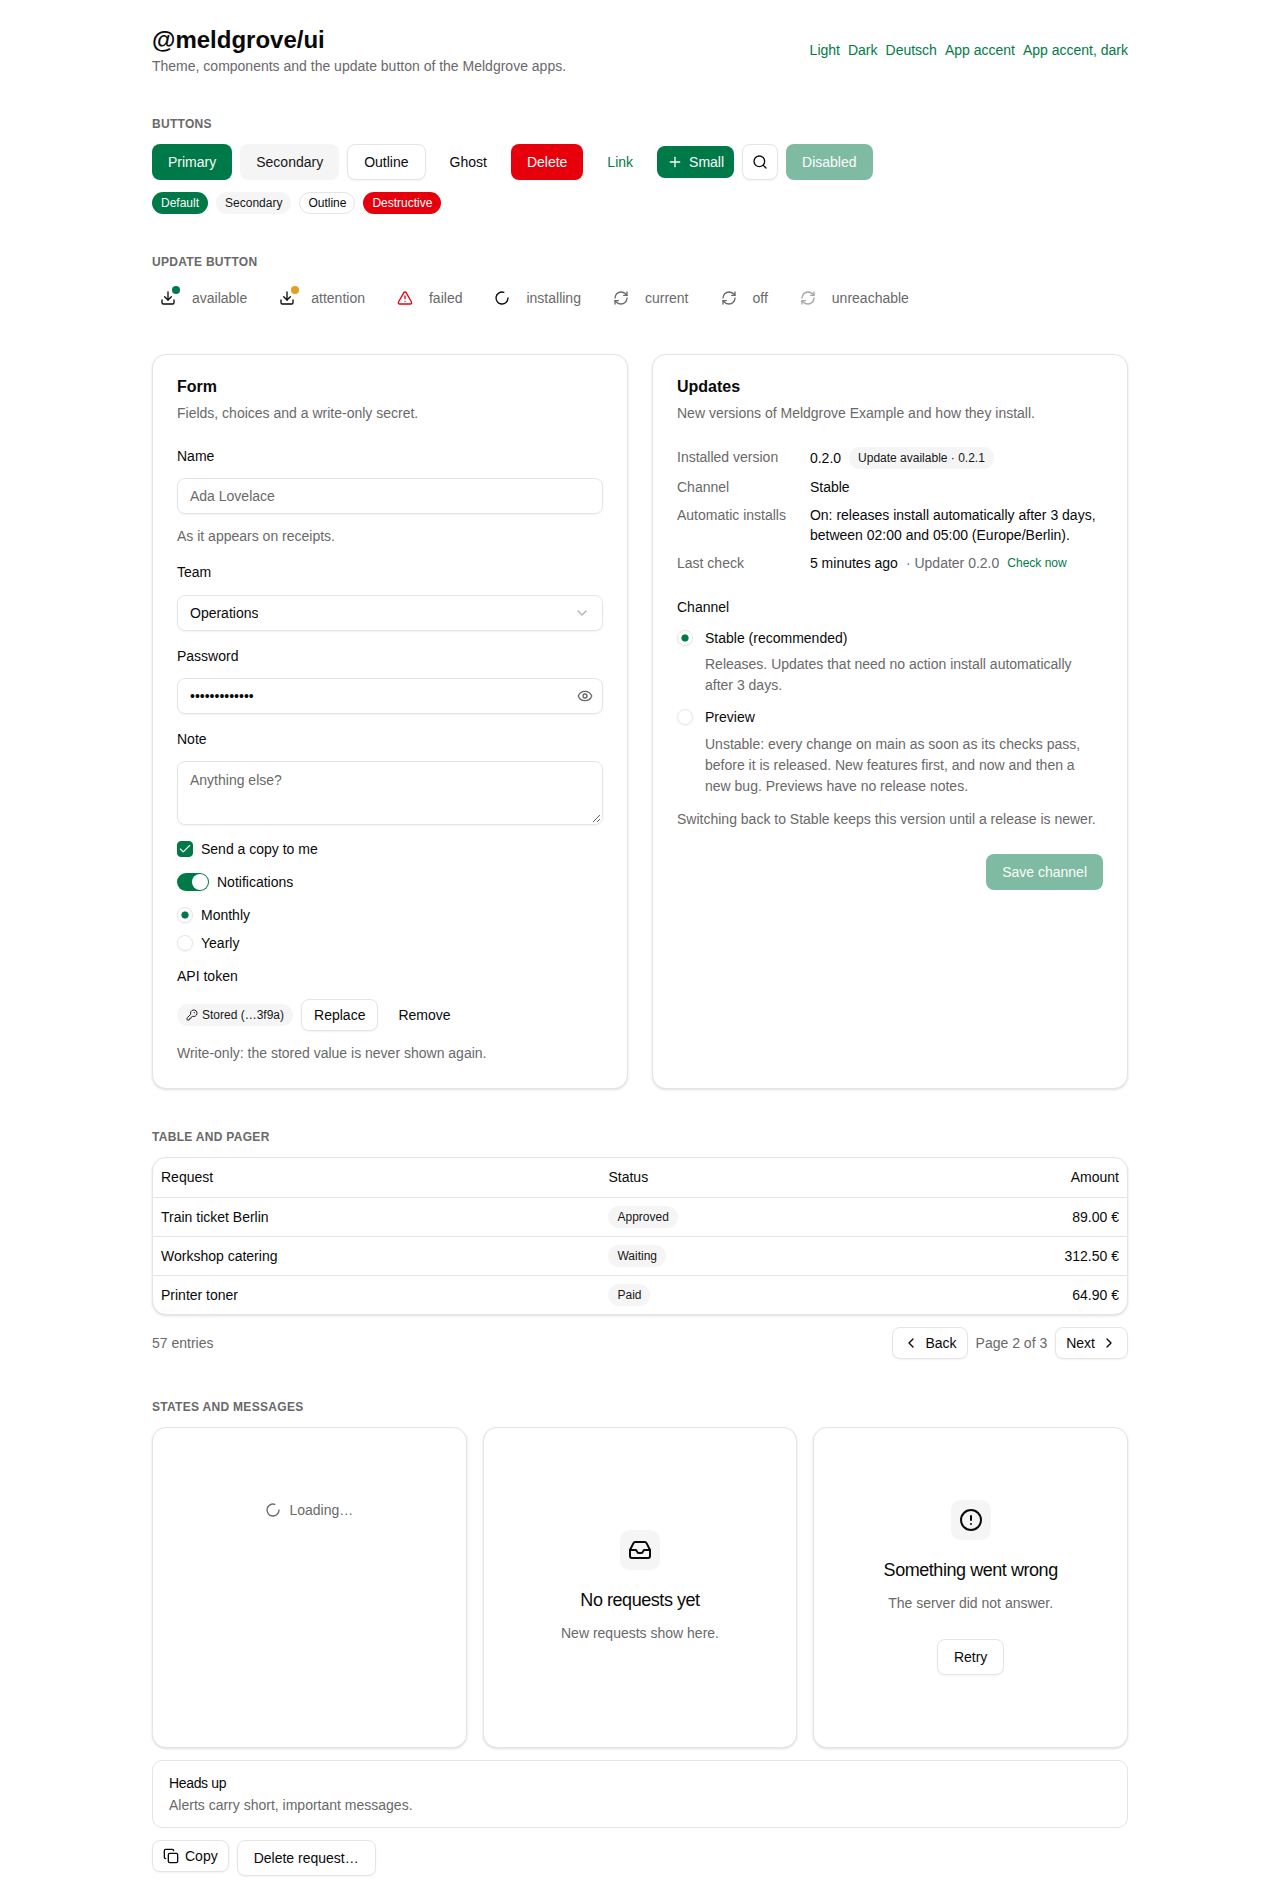 @meldgrove/ui
Theme, components and the update button of the Meldgrove apps.
Light Dark Deutsch App accent App accent, dark
BUTTONS
Primary Secondary Outline Ghost Delete Link Small Disabled
Default Secondary Outline Destructive
UPDATE BUTTON
available attention failed installing current off unreachable
Form
Fields, choices and a write-only secret.
Name
Ada Lovelace
As it appears on receipts.
Team
Operations
Password
•••••••••••••
Note
Anything else?
Send a copy to me
Notifications
Monthly
Yearly
API token
Stored (…3f9a) Replace Remove
Write-only: the stored value is never shown again.
Updates
New versions of Meldgrove Example and how they install.
Installed version 0.2.0 Update available · 0.2.1
Channel Stable
Automatic installs On: releases install automatically after 3 days,
between 02:00 and 05:00 (Europe/Berlin).
Last check 5 minutes ago · Updater 0.2.0 Check now
Channel
Stable (recommended)
Releases. Updates that need no action install automatically
after 3 days.
Preview
Unstable: every change on main as soon as its checks pass,
before it is released. New features first, and now and then a
new bug. Previews have no release notes.
Switching back to Stable keeps this version until a release is newer.
Save channel
TABLE AND PAGER
Request Status Amount
Train ticket Berlin Approved 89.00 €
Workshop catering Waiting 312.50 €
Printer toner Paid 64.90 €
57 entries Back Page 2 of 3 Next
STATES AND MESSAGES
Loading…
No requests yet
New requests show here.
Something went wrong
The server did not answer.
Retry
Heads up
Alerts carry short, important messages.
Copy Delete request…